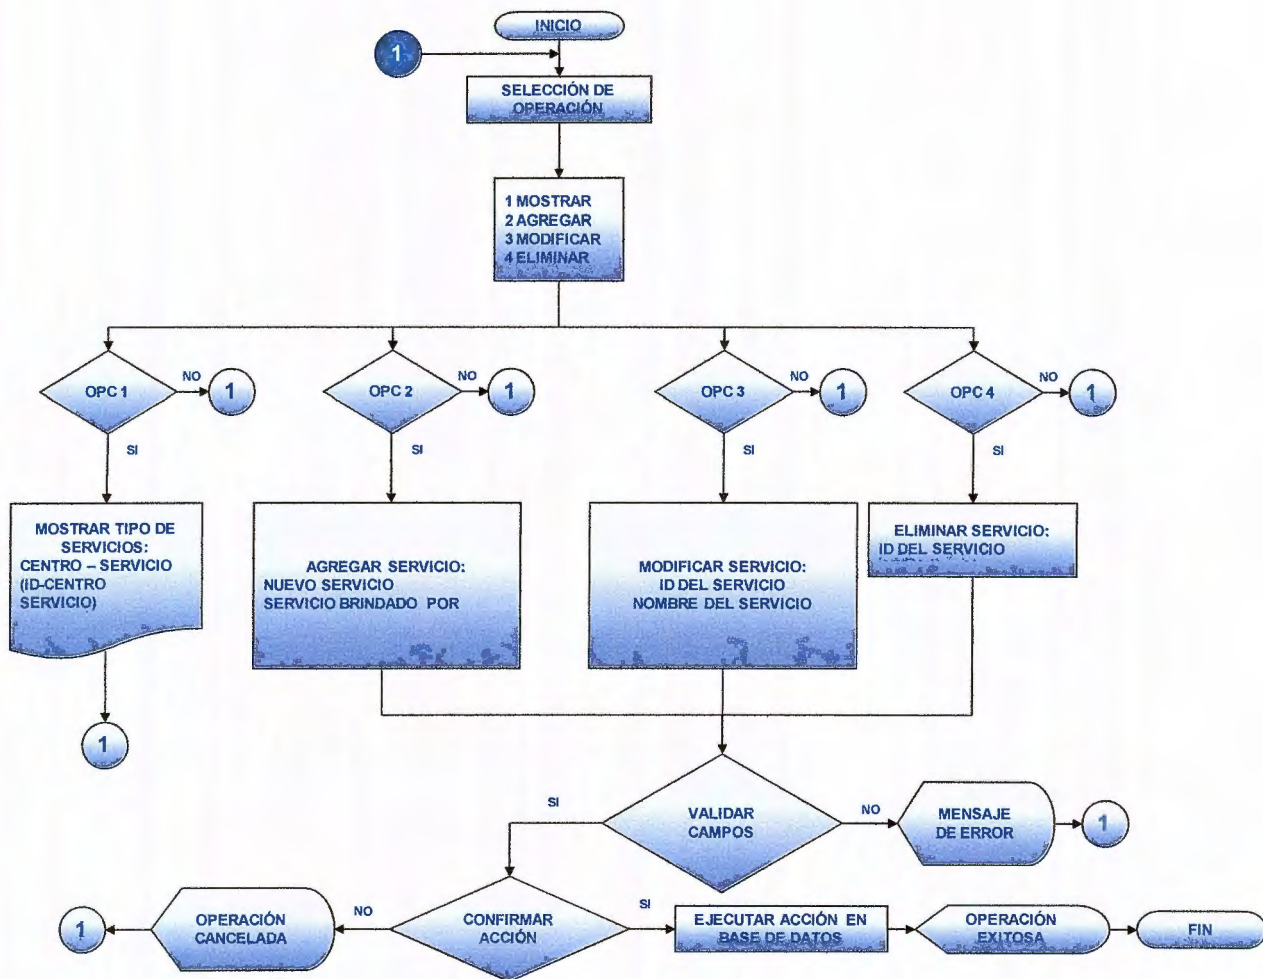 INICIO
1
SELECCIÓN DE
OPERACIÓN
1 MOSTRAR
2 AGREGAR
3 MODIFICAR
4 ELIMINAR
OPC 1
NO
1
OPC 2
NO
1
OPC 3
NO
1
OPC 4
NO
1
SI
SI
SI
SI
MOSTRAR TIPO DE
SERVICIOS:
CENTRO – SERVICIO
(ID-CENTRO
SERVICIO)
AGREGAR SERVICIO:
NUEVO SERVICIO
SERVICIO BRINDADO POR
MODIFICAR SERVICIO:
ID DEL SERVICIO
NOMBRE DEL SERVICIO
ELIMINAR SERVICIO:
ID DEL SERVICIO
1
SI
VALIDAR
CAMPOS
NO
MENSAJE
DE ERROR
1
1
OPERACIÓN
CANCELADA
NO
CONFIRMAR
ACCIÓN
SI
EJECUTAR ACCIÓN EN
BASE DE DATOS
OPERACIÓN
EXITOSA
FIN